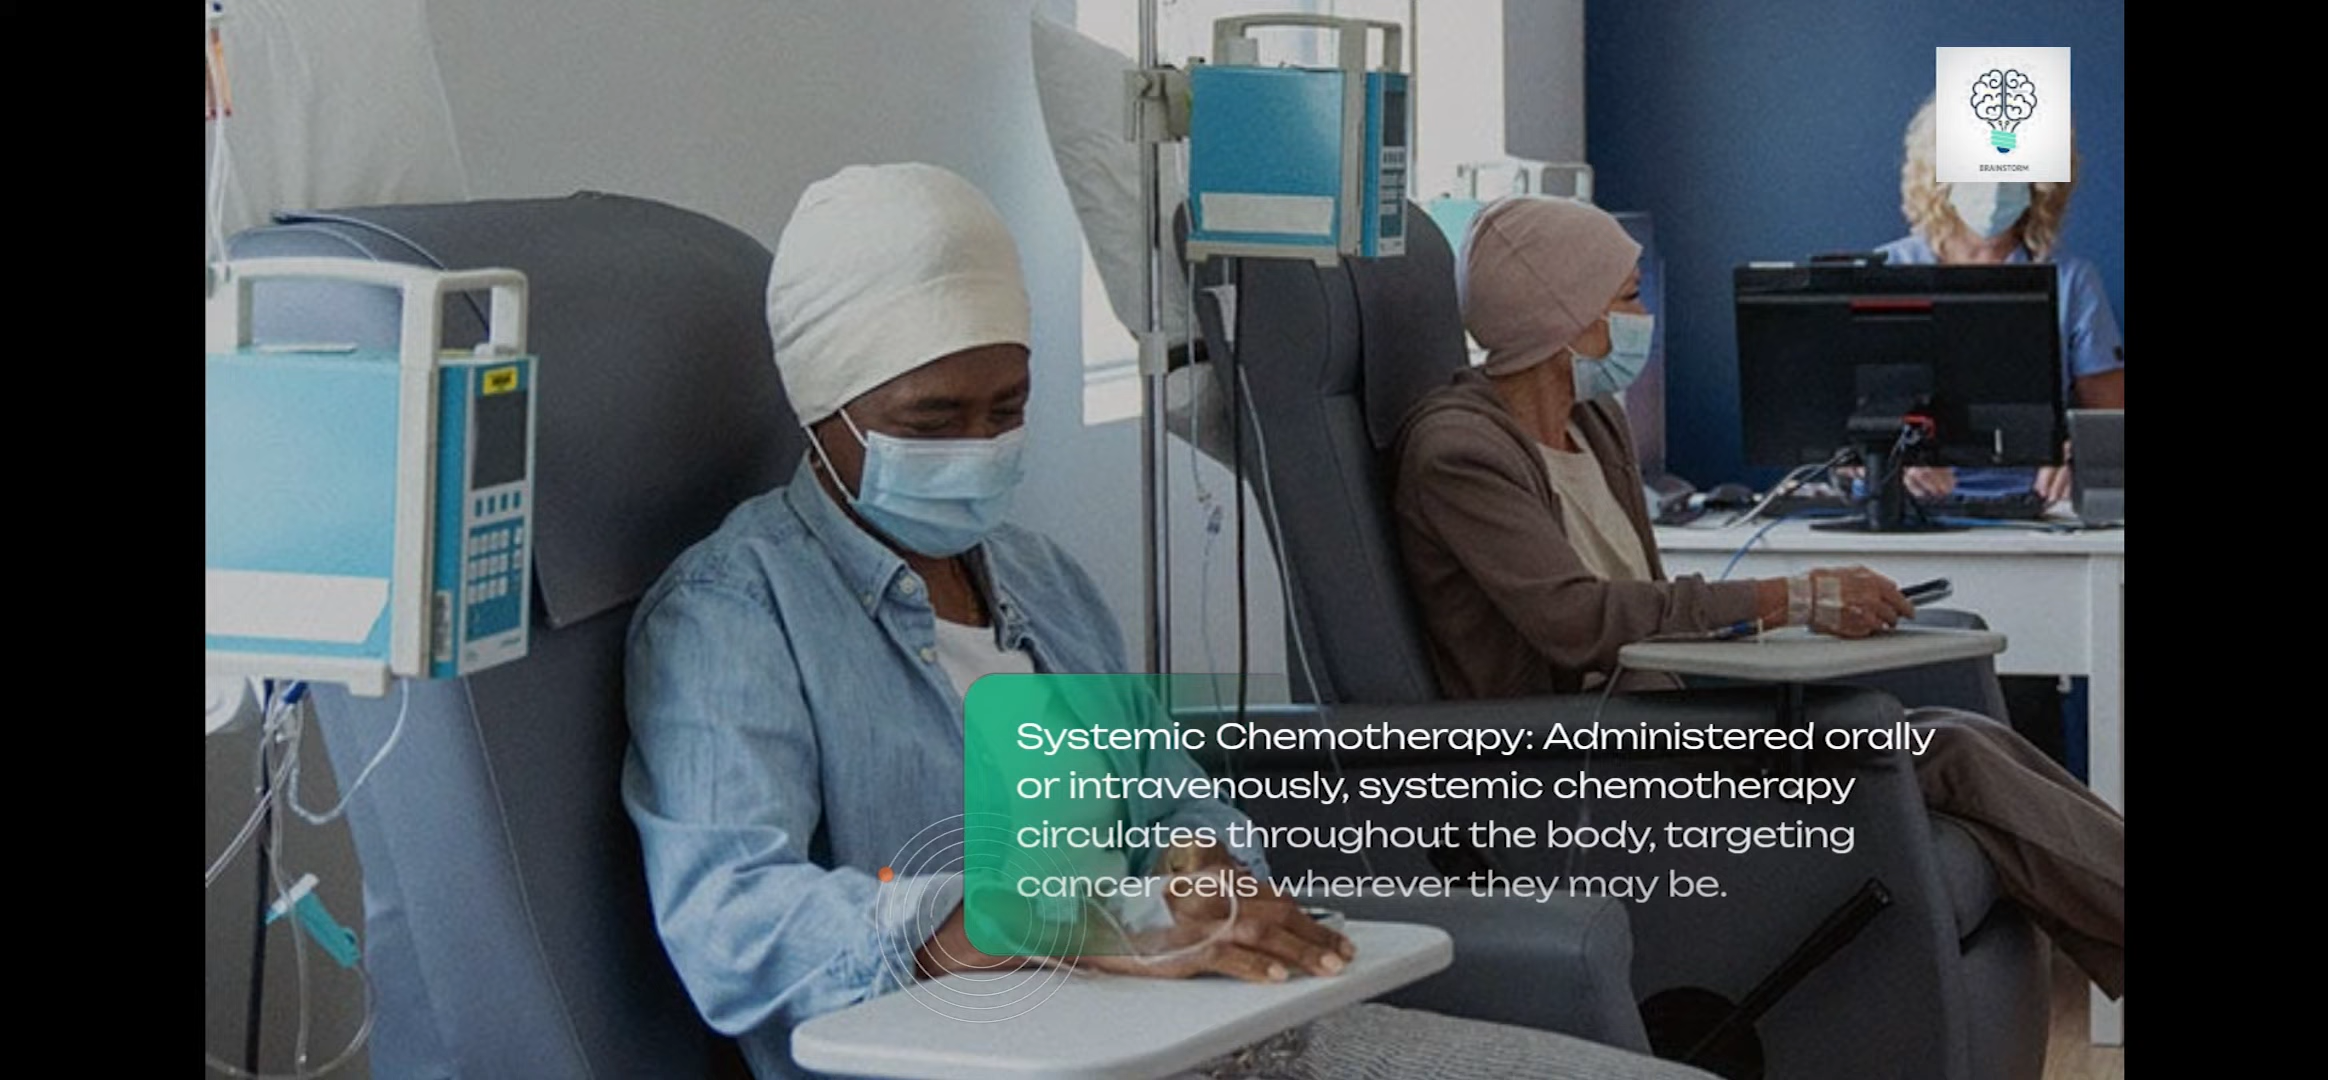 BRAINSTORM
Systemic Chemotherapy: Administered orally
or intravenously, systemic chemotherapy
circulates throughout the body, targeting
cancer cells wherever they may be.